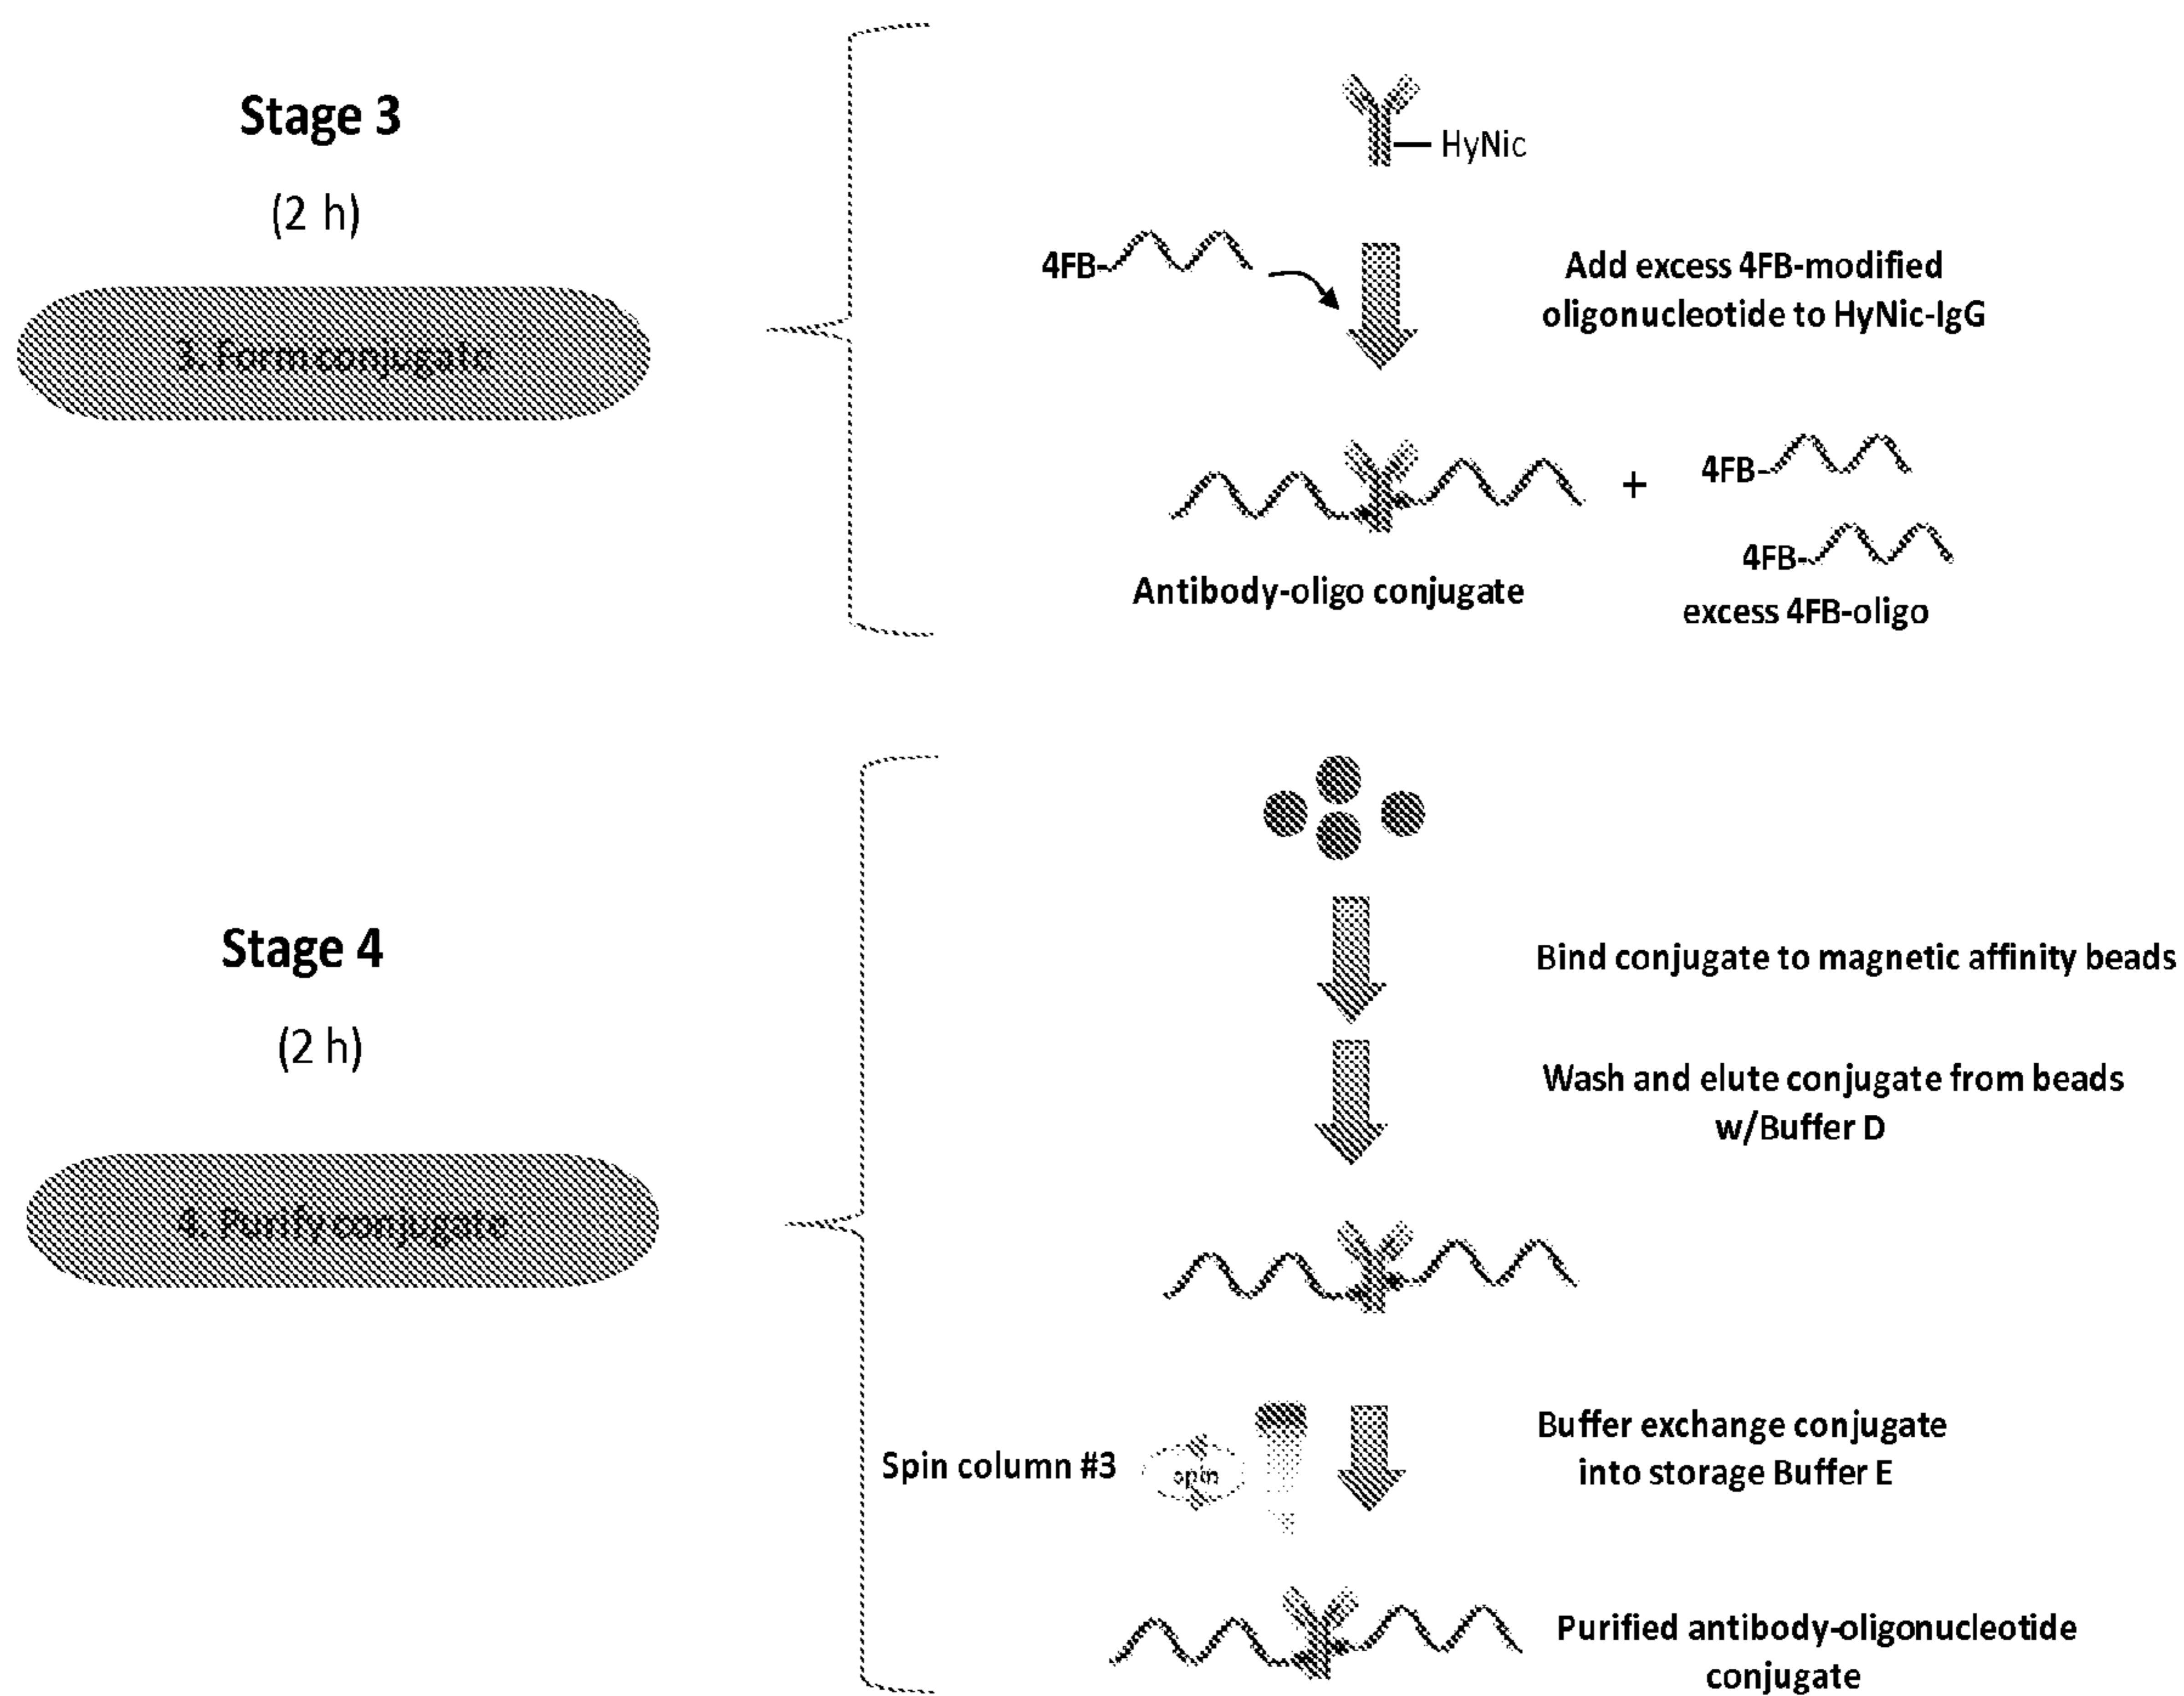 Stage 3
(2 h)
3. Form conjugate
HyNic
4FB-
Add excess 4FB-modified
oligonucleotide to HyNic-IgG
+
4FB-
4FB-
Antibody-oligo conjugate
excess 4FB-oligo
Stage 4
(2 h)
4. Purify conjugate
Bind conjugate to magnetic affinity beads
Wash and elute conjugate from beads
w/Buffer D
Spin column #3
spin
Buffer exchange conjugate
into storage Buffer E
Purified antibody-oligonucleotide
conjugate